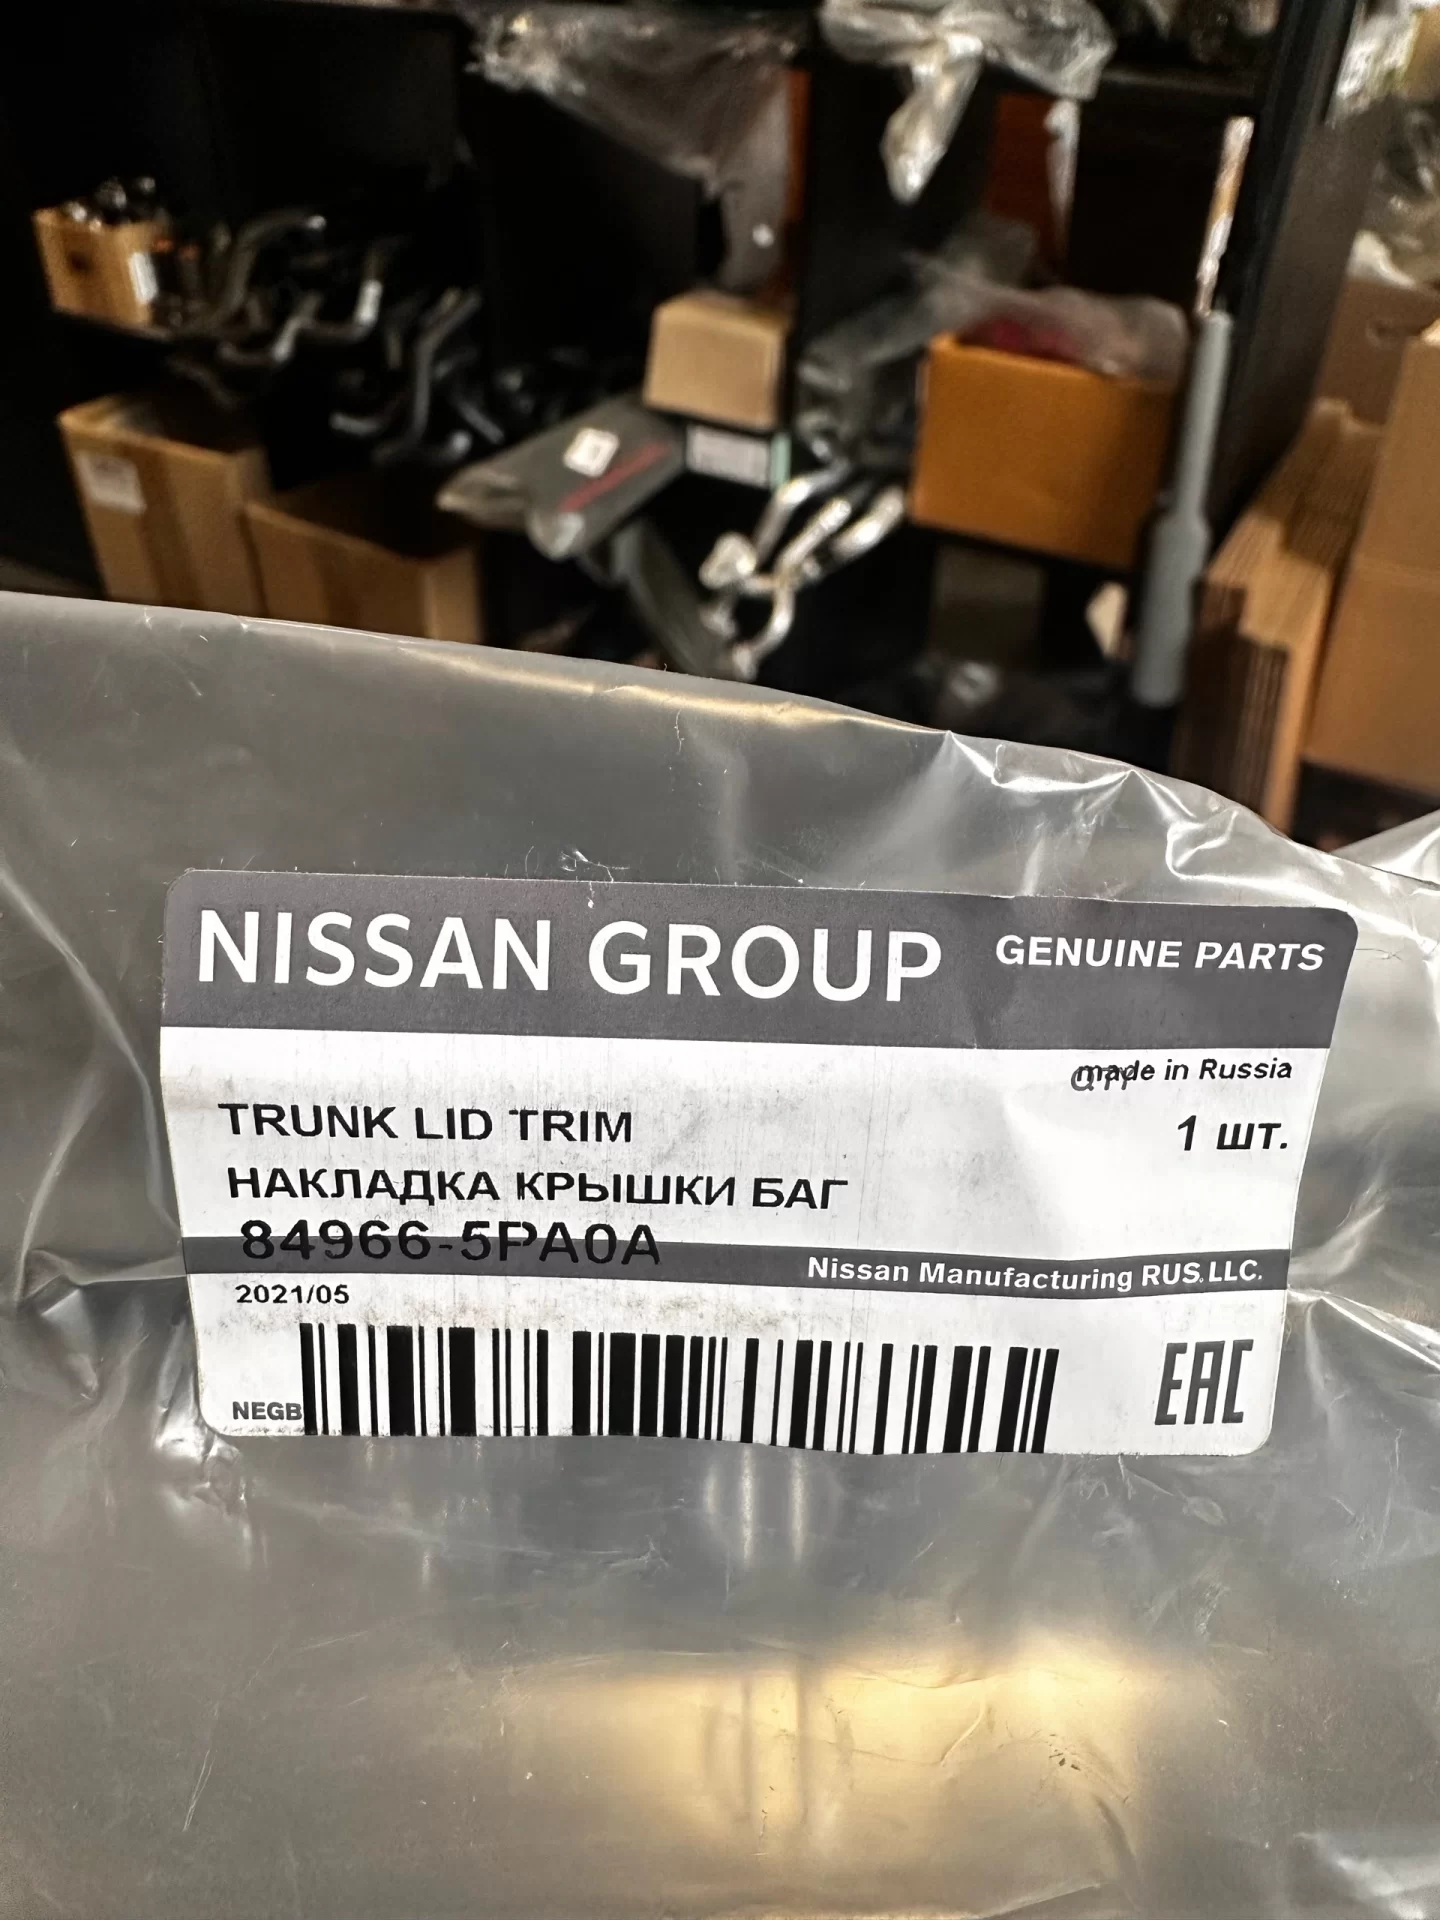 NISSAN GROUP GENUINE PARTS
made in Russia
QTY
TRUNK LID TRIM
1 шт.
НАКЛАДКА КРЫШКИ БАГ
84966-5PA0A
Nissan Manufacturing RUS.LLC.
2021/05
NEGB
EAC